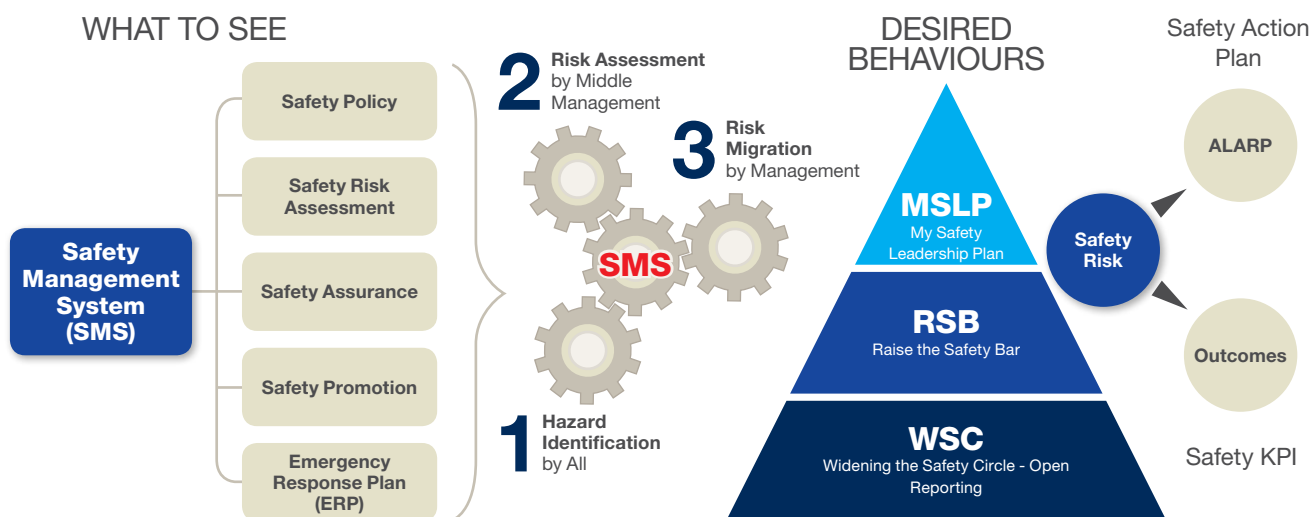 WHAT TO SEE
Safety
Management
System
(SMS)
Safety Policy
Safety Risk
Assessment
Safety Assurance
Safety Promotion
Emergency
Response Plan
(ERP)
2
Risk Assessment
by Middle
Management
3
Risk
Migration
by Management
SMS
1
Hazard
Identification
by All
DESIRED
BEHAVIOURS
MSLP
My Safety
Leadership Plan
RSB
Raise the Safety Bar
WSC
Widening the Safety Circle - Open
Reporting
Safety
Risk
Safety Action
Plan
ALARP
Outcomes
Safety KPI